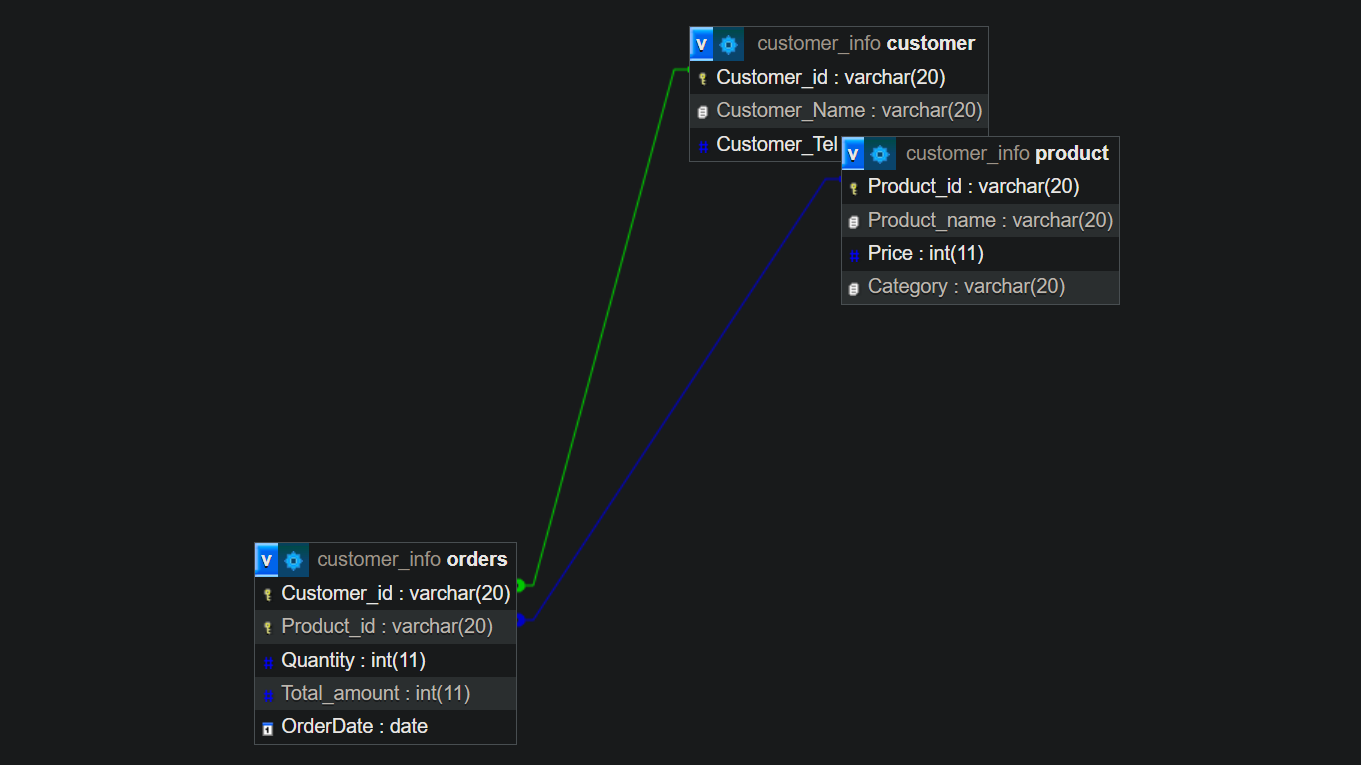 v customer_info customer
Customer_id : varchar(20)
Customer_Name : varchar(20)
# Customer_Tel
v customer_info product
Product_id : varchar(20)
Product_name : varchar(20)
# Price : int(11)
Category : varchar(20)
v customer_info orders
Customer_id : varchar(20)
Product_id : varchar(20)
# Quantity : int(11)
# Total_amount : int(11)
1 OrderDate : date